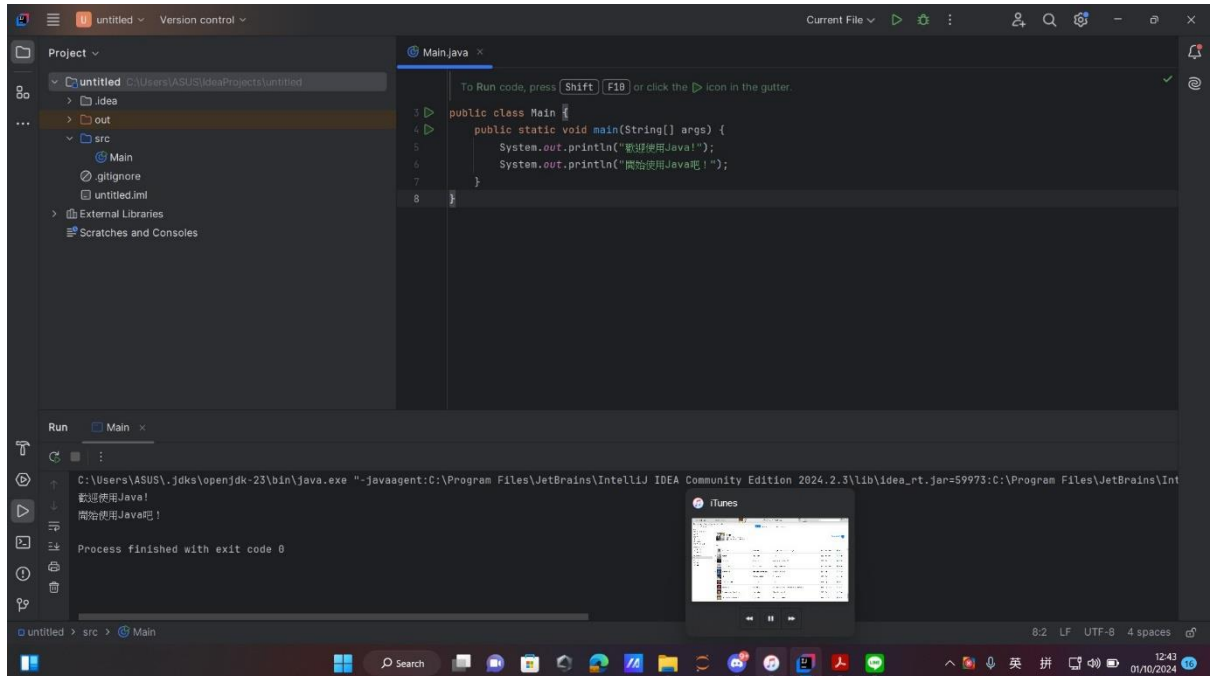 U untitled Version control Current File
Project
Main.java
untitled C:\Users\ASUS\IdeaProjects\untitled
.idea
out
src
Main
.gitignore
untitled.iml
External Libraries
Scratches and Consoles
To Run code, press Shift F10 or click the icon in the gutter.
3 public class Main {
4 public static void main(String[] args) {
5 System.out.println("歡迎使用Java!");
6 System.out.println("開始使用Java吧！");
7 }
8 }
Run Main
C:\Users\ASUS\.jdks\openjdk-23\bin\java.exe "-javaagent:C:\Program Files\JetBrains\IntelliJ IDEA Community Edition 2024.2.3\lib\idea_rt.jar=59973:C:\Program Files\JetBrains\Int
歡迎使用Java!
開始使用Java吧！
Process finished with exit code 0
iTunes
untitled > src > Main 8:2 LF UTF-8 4 spaces
Search 英 拼 12:43
01/10/2024 16